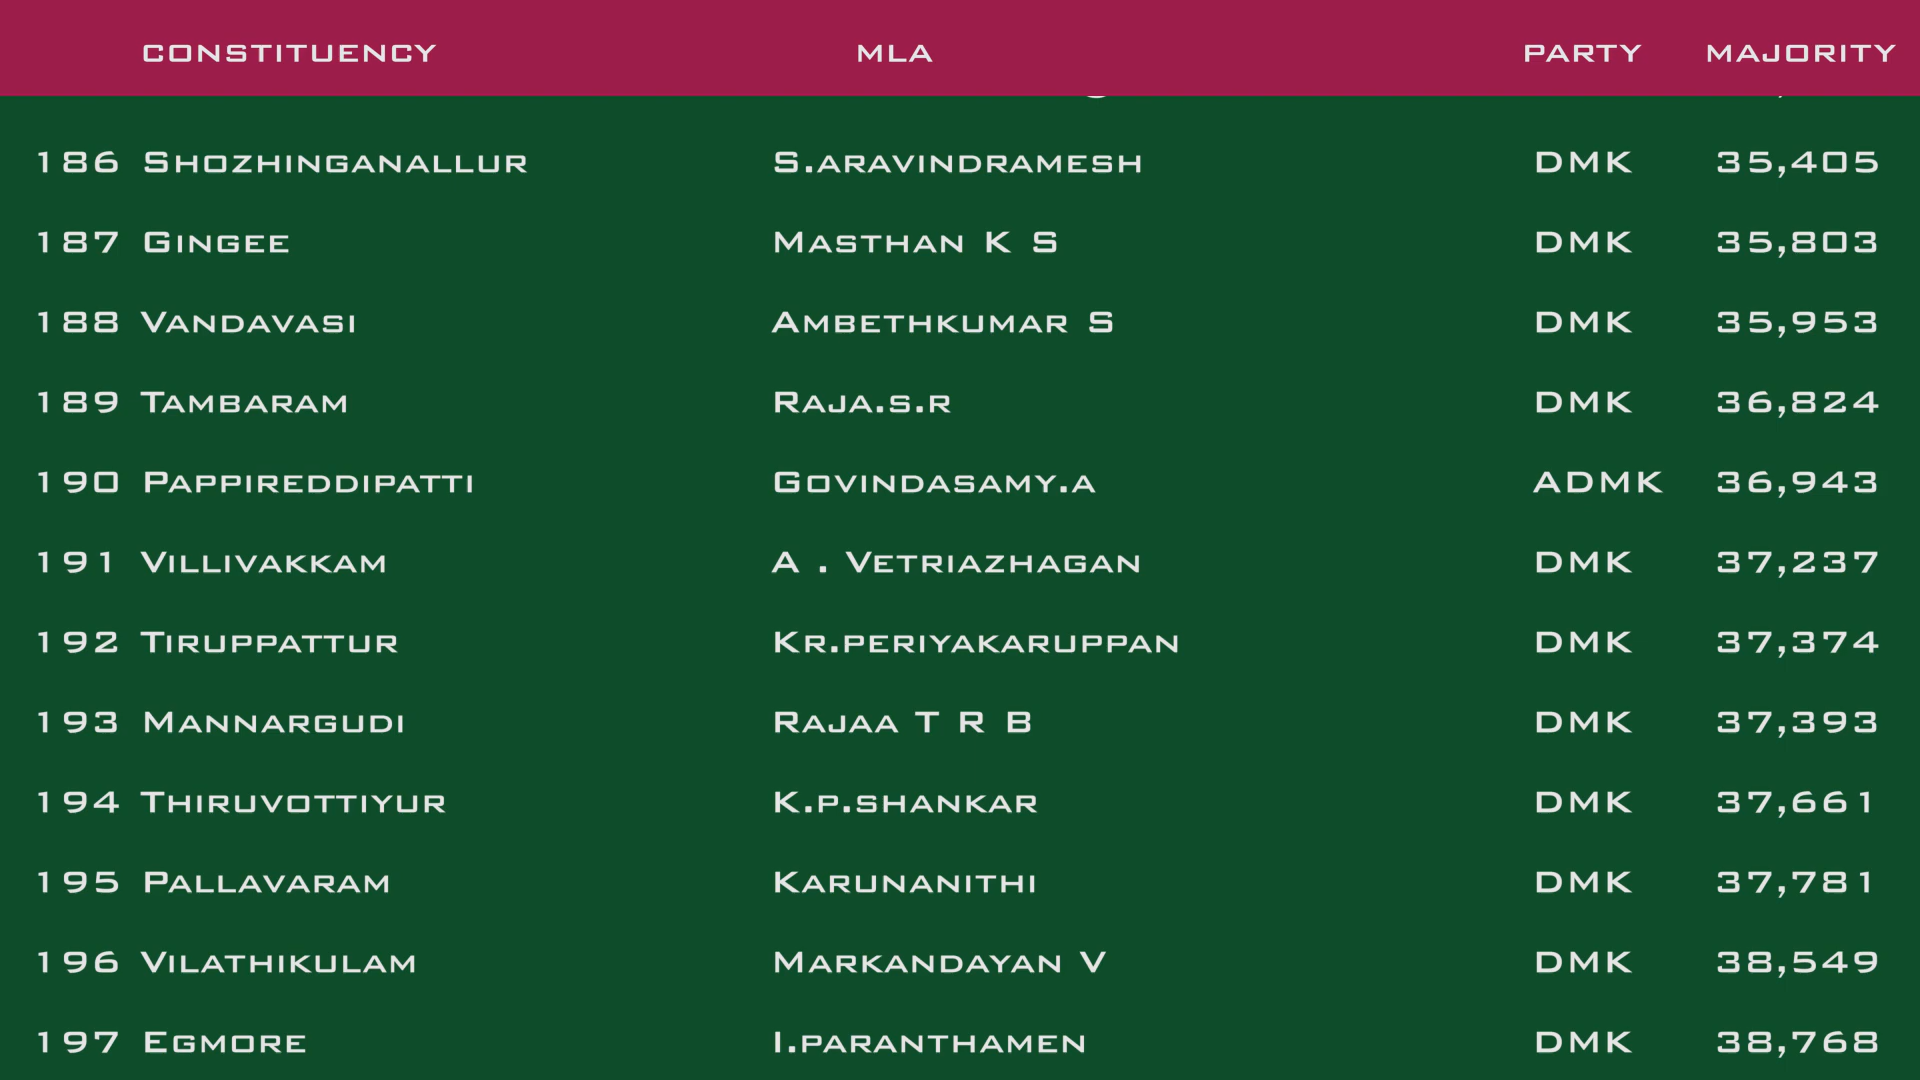 CONSTITUENCY MLA PARTY MAJORITY
186 Shozhinganallur S.aravindramesh DMK 35,405
187 Gingee Masthan K S DMK 35,803
188 Vandavasi Ambethkumar S DMK 35,953
189 Tambaram Raja.s.r DMK 36,824
190 Pappireddipatti Govindasamy.a ADMK 36,943
191 Villivakkam A . Vetriazhagan DMK 37,237
192 Tiruppattur Kr.periyakaruppan DMK 37,374
193 Mannargudi Rajaa T R B DMK 37,393
194 Thiruvottiyur K.p.shankar DMK 37,661
195 Pallavaram Karunanithi DMK 37,781
196 Vilathikulam Markandayan V DMK 38,549
197 Egmore I.paranthamen DMK 38,768